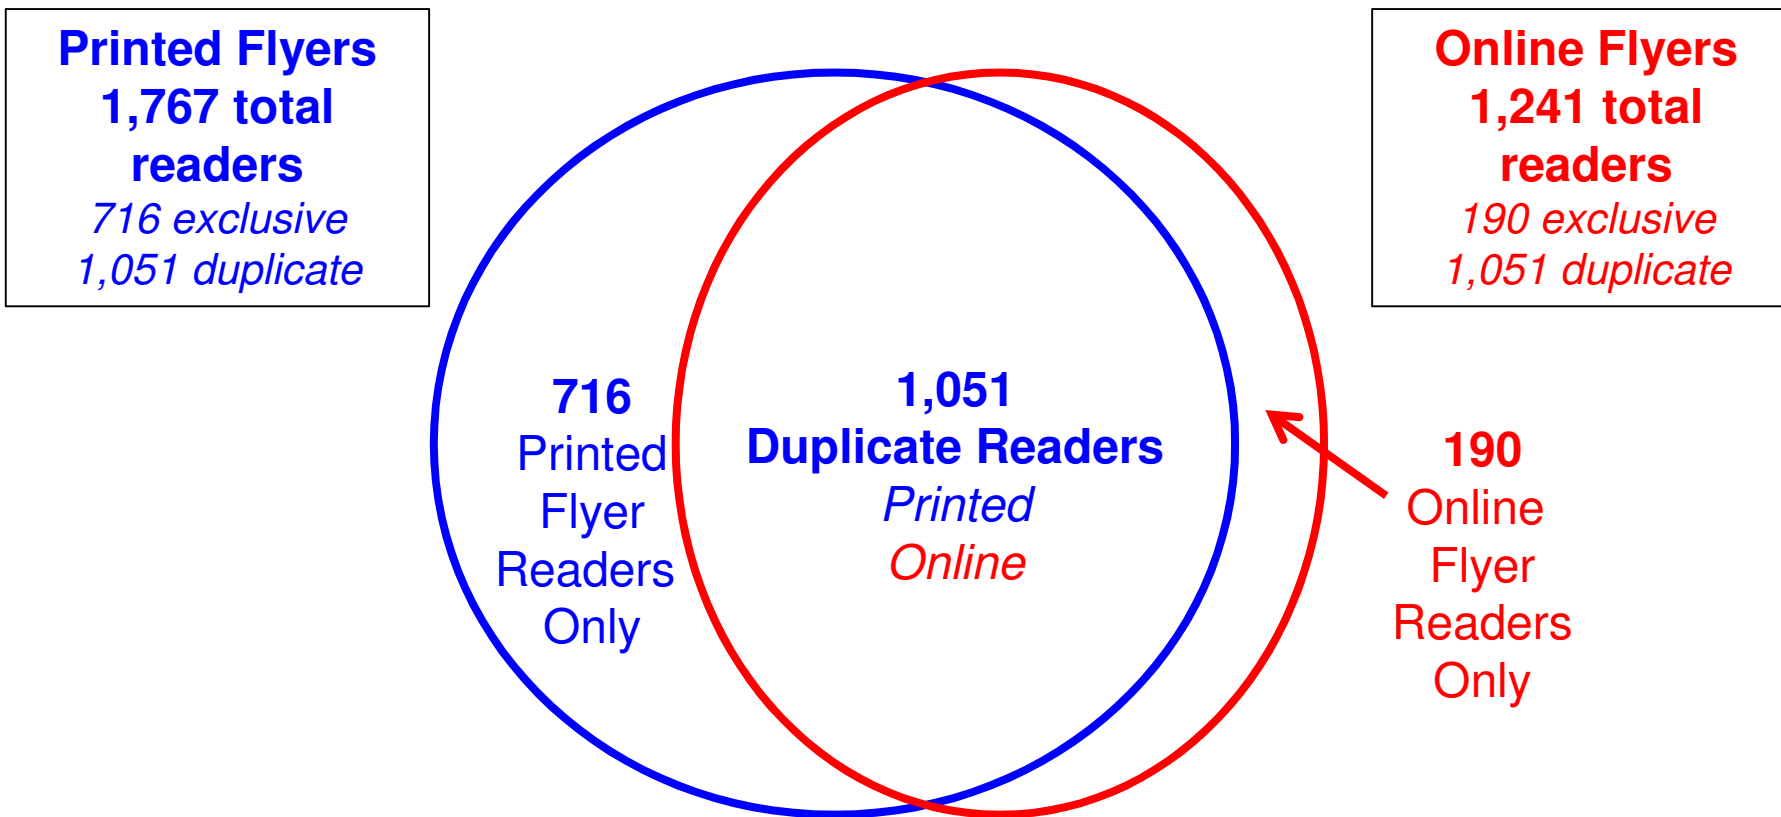 Printed Flyers
1,767 total
readers
716 exclusive
1,051 duplicate
Online Flyers
1,241 total
readers
190 exclusive
1,051 duplicate
716
Printed
Flyer
Readers
Only
1,051
Duplicate Readers
Printed
Online
190
Online
Flyer
Readers
Only